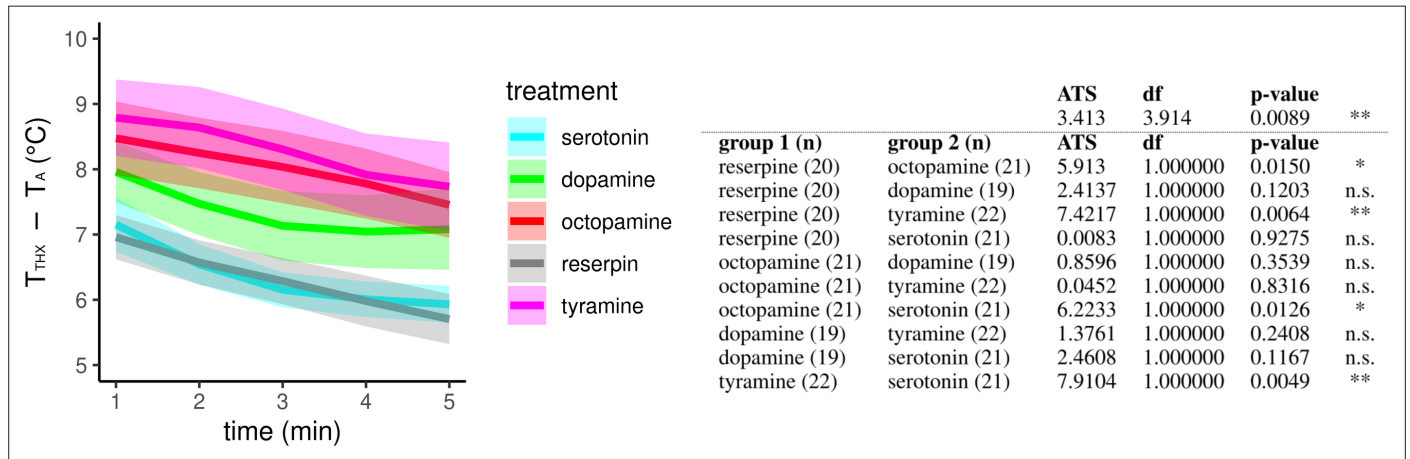 10
9
8
7
6
5
T_THX − T_A (°C)
1 2 3 4 5
time (min)
treatment
serotonin
dopamine
octopamine
reserpin
tyramine
ATS df p-value
3.413 3.914 0.0089 **
group 1 (n) group 2 (n) ATS df p-value
reserpine (20) octopamine (21) 5.913 1.000000 0.0150 *
reserpine (20) dopamine (19) 2.4137 1.000000 0.1203 n.s.
reserpine (20) tyramine (22) 7.4217 1.000000 0.0064 **
reserpine (20) serotonin (21) 0.0083 1.000000 0.9275 n.s.
octopamine (21) dopamine (19) 0.8596 1.000000 0.3539 n.s.
octopamine (21) tyramine (22) 0.0452 1.000000 0.8316 n.s.
octopamine (21) serotonin (21) 6.2233 1.000000 0.0126 *
dopamine (19) tyramine (22) 1.3761 1.000000 0.2408 n.s.
dopamine (19) serotonin (21) 2.4608 1.000000 0.1167 n.s.
tyramine (22) serotonin (21) 7.9104 1.000000 0.0049 **